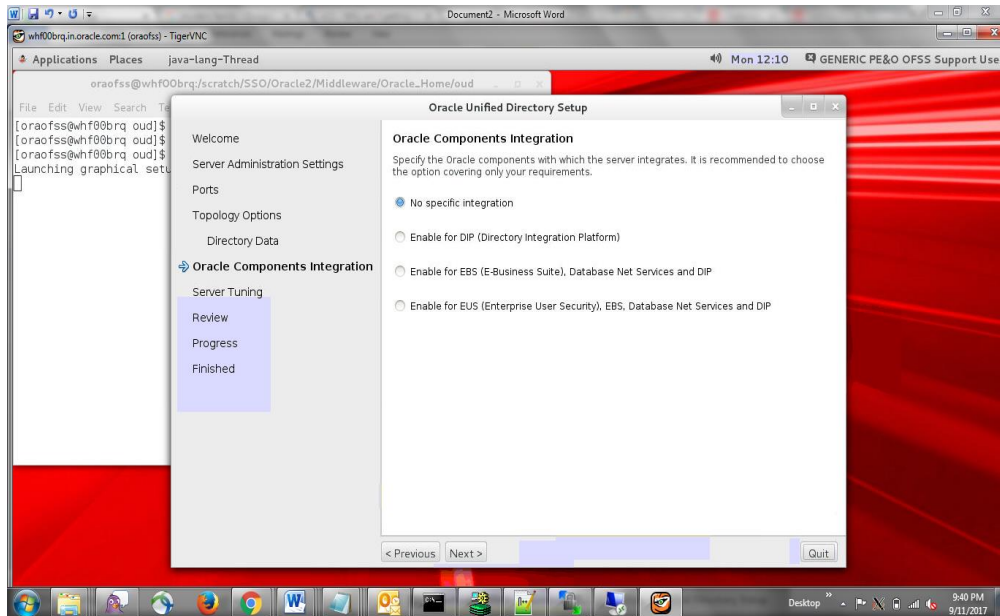 Document2 - Microsoft Word
whf00brq.in.oracle.com:1 (oraofss) - TigerVNC
Applications Places java-lang-Thread Mon 12:10 GENERIC PE&O OFSS Support Use
oraofss@whf00brq:/scratch/SSO/Oracle2/Middleware/Oracle_Home/oud
File Edit View Search Te
[oraofss@whf00brq oud]$
[oraofss@whf00brq oud]$
[oraofss@whf00brq oud]$
Launching graphical setu
Oracle Unified Directory Setup
Welcome
Server Administration Settings
Ports
Topology Options
Directory Data
Oracle Components Integration
Server Tuning
Review
Progress
Finished
Oracle Components Integration
Specify the Oracle components with which the server integrates. It is recommended to choose
the option covering only your requirements.
No specific integration
Enable for DIP (Directory Integration Platform)
Enable for EBS (E-Business Suite), Database Net Services and DIP
Enable for EUS (Enterprise User Security), EBS, Database Net Services and DIP
< Previous Next > Quit
Desktop
9:40 PM
9/11/2017